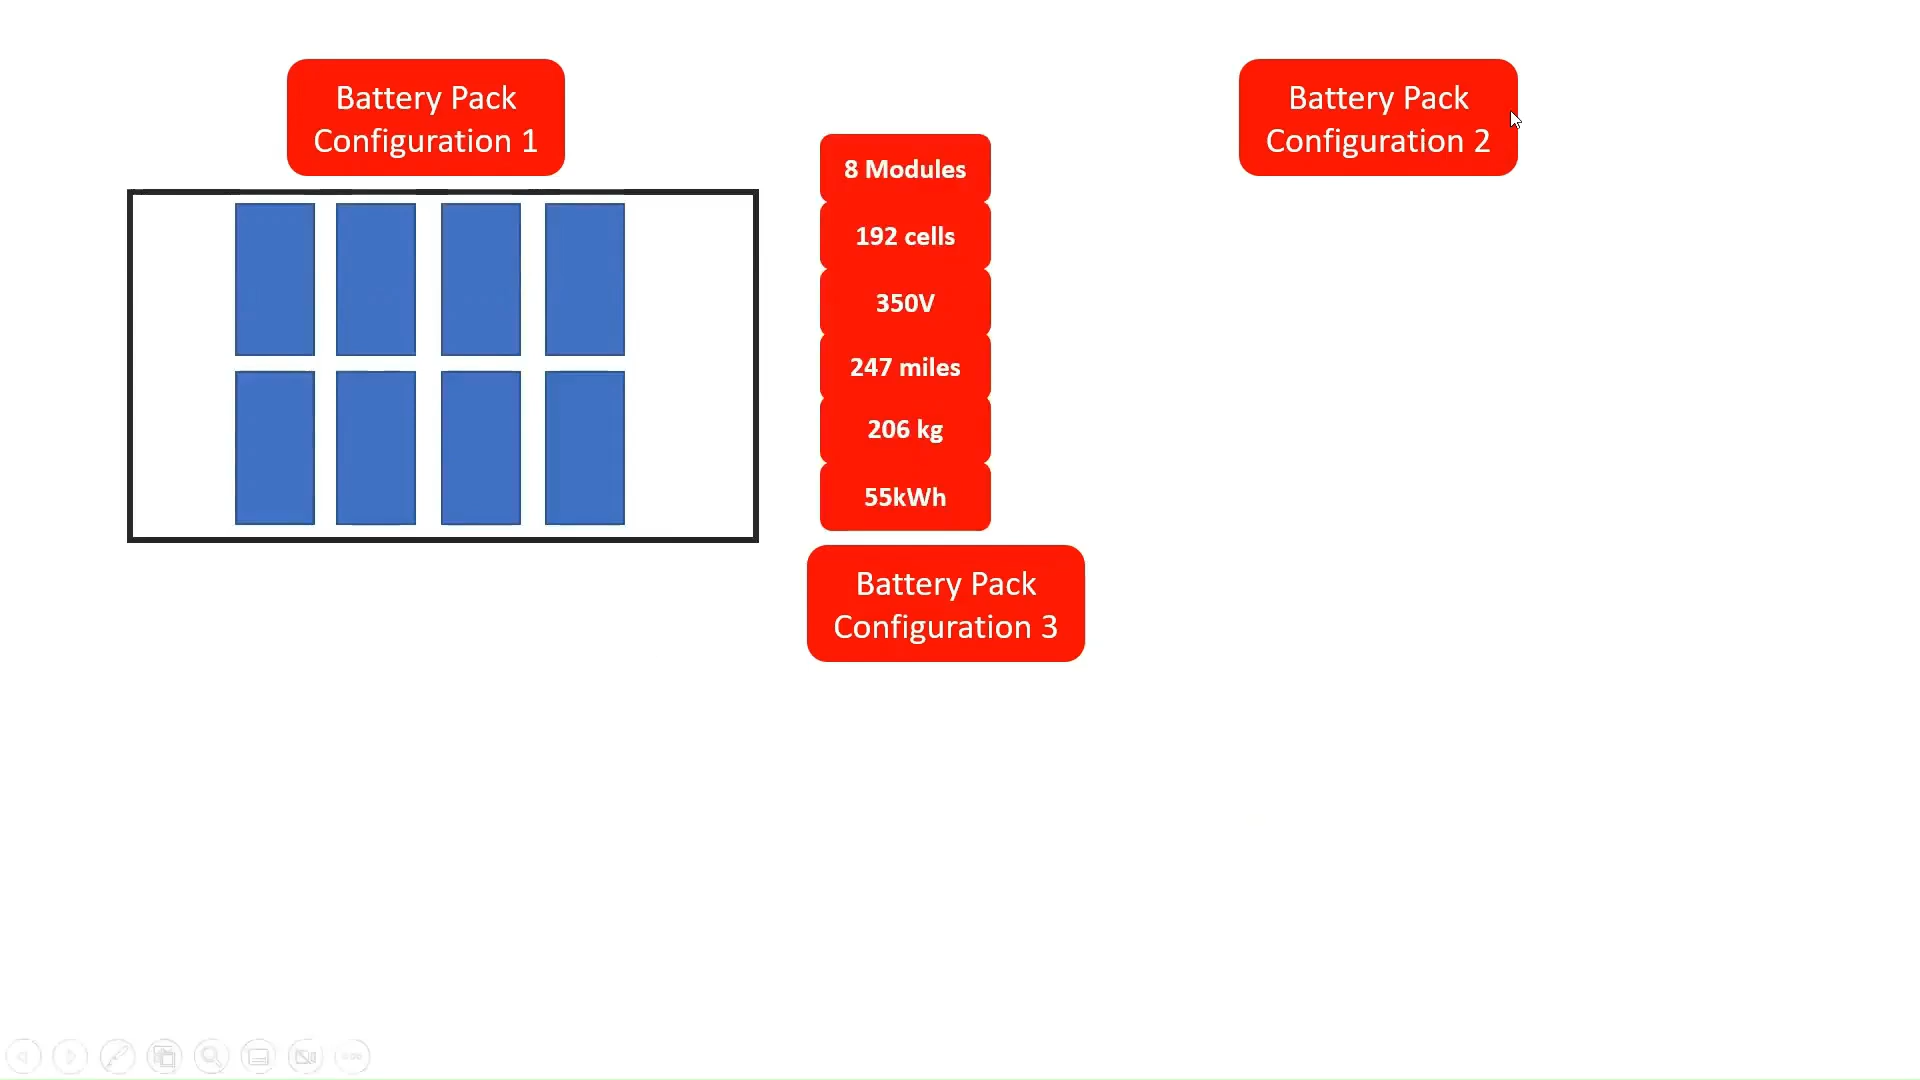 Battery Pack
Configuration 1
8 Modules
192 cells
350V
247 miles
206 kg
55kWh
Battery Pack
Configuration 2
Battery Pack
Configuration 3